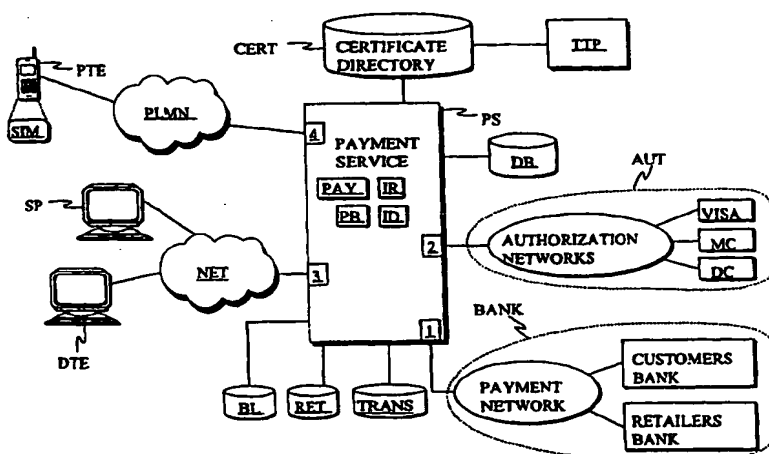 CERT
CERTIFICATE
DIRECTORY
TTP
PTE
SIM
PLMN
PS
4
PAYMENT
SERVICE
DB
PAY IR
PB ID
AUT
SP
VISA
AUTHORIZATION
NETWORKS
MC
DC
2
NET
3
DTE
1
BANK
CUSTOMERS
BANK
PAYMENT
NETWORK
BL RET TRANS
RETAILERS
BANK